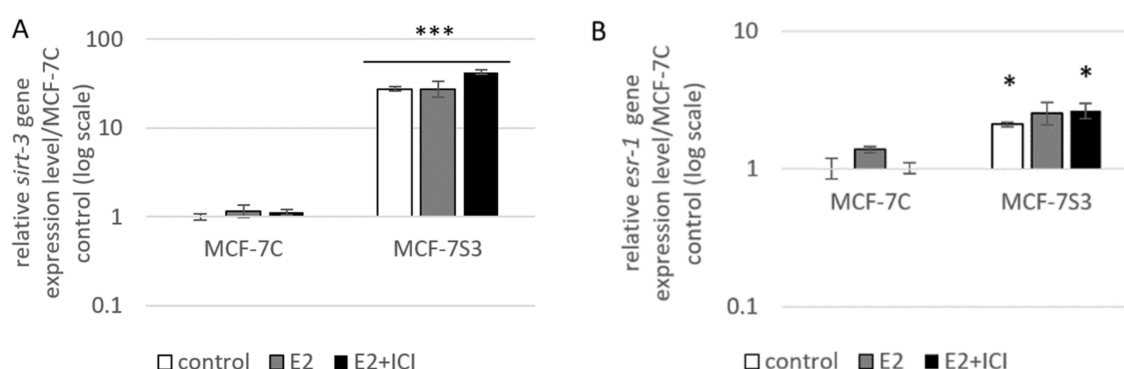 A
relative sirt-3 gene
expression level/MCF-7C
control (log scale)
100
10
1
0.1
***
MCF-7C
MCF-7S3
control
E2
E2+ICI
B
relative esr-1 gene
expression level/MCF-7C
control (log scale)
10
1
0.1
*
*
MCF-7C
MCF-7S3
control
E2
E2+ICI